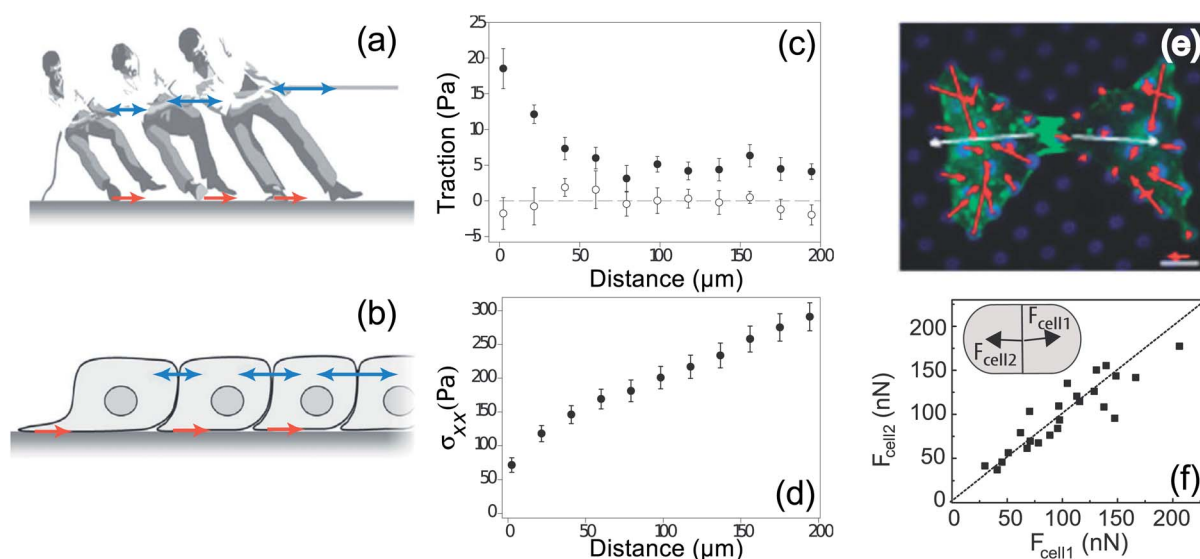 (a)
(b)
(c)
25
20
15
10
5
0
−5
Traction (Pa)
0
50
100
150
200
Distance (µm)
(d)
300
250
200
150
100
50
0
σxx(Pa)
0
50
100
150
200
Distance (µm)
(e)
(f)
200
150
100
50
0
Fcell2 (nN)
Fcell1
Fcell2
0
50
100
150
200
Fcell1 (nN)